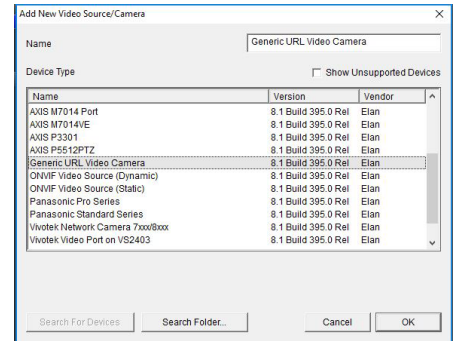 Add New Video Source/Camera
Name Generic URL Video Camera
Device Type Show Unsupported Devices
Name Version Vendor
AXIS M7014 Port 8.1 Build 395.0 Rel Elan
AXIS M7014VE 8.1 Build 395.0 Rel Elan
AXIS P3301 8.1 Build 395.0 Rel Elan
AXIS P5512PTZ 8.1 Build 395.0 Rel Elan
Generic URL Video Camera 8.1 Build 395.0 Rel Elan
ONVIF Video Source (Dynamic) 8.1 Build 395.0 Rel Elan
ONVIF Video Source (Static) 8.1 Build 395.0 Rel Elan
Panasonic Pro Series 8.1 Build 395.0 Rel Elan
Panasonic Standard Series 8.1 Build 395.0 Rel Elan
Vivotek Network Camera 7xxx/8xxx 8.1 Build 395.0 Rel Elan
Vivotek Video Port on VS2403 8.1 Build 395.0 Rel Elan
Search For Devices Search Folder... Cancel OK